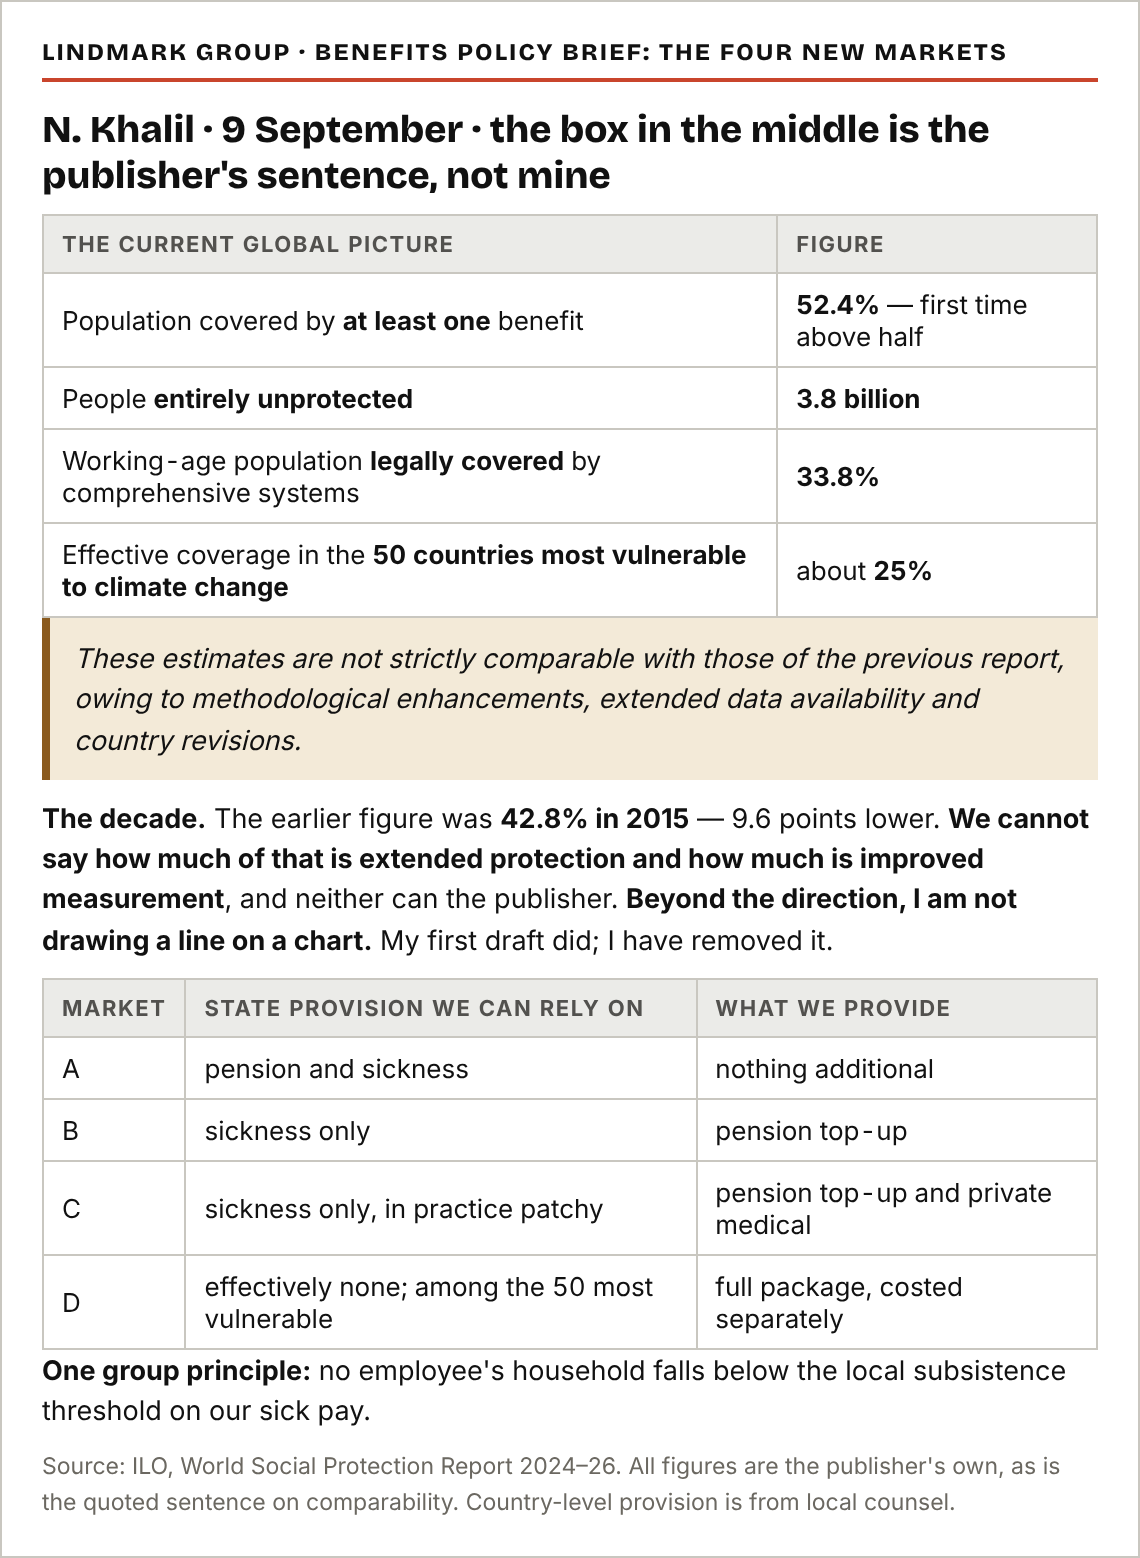 LINDMARK GROUP · BENEFITS POLICY BRIEF: THE FOUR NEW MARKETS
N. Khalil · 9 September · the box in the middle is the
publisher's sentence, not mine
THE CURRENT GLOBAL PICTURE
FIGURE
Population covered by at least one benefit
52.4% — first time
above half
People entirely unprotected
3.8 billion
Working-age population legally covered by
comprehensive systems
33.8%
Effective coverage in the 50 countries most vulnerable
to climate change
about 25%
These estimates are not strictly comparable with those of the previous report,
owing to methodological enhancements, extended data availability and
country revisions.
The decade. The earlier figure was 42.8% in 2015 — 9.6 points lower. We cannot
say how much of that is extended protection and how much is improved
measurement, and neither can the publisher. Beyond the direction, I am not
drawing a line on a chart. My first draft did; I have removed it.
MARKET
STATE PROVISION WE CAN RELY ON
WHAT WE PROVIDE
A
pension and sickness
nothing additional
B
sickness only
pension top-up
C
sickness only, in practice patchy
pension top-up and private
medical
D
effectively none; among the 50 most
vulnerable
full package, costed
separately
One group principle: no employee's household falls below the local subsistence
threshold on our sick pay.
Source: ILO, World Social Protection Report 2024–26. All figures are the publisher's own, as is
the quoted sentence on comparability. Country-level provision is from local counsel.